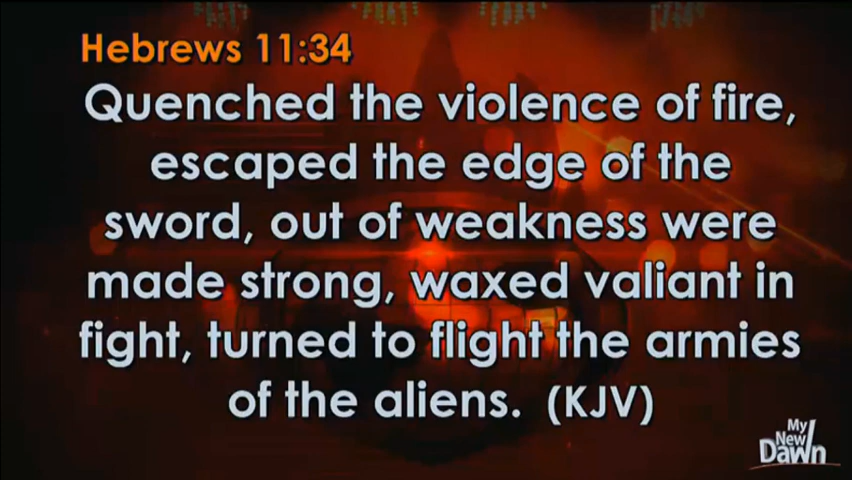 Hebrews 11:34
Quenched the violence of fire,
escaped the edge of the
sword, out of weakness were
made strong, waxed valiant in
fight, turned to flight the armies
of the aliens. (KJV)
My
New
Dawn